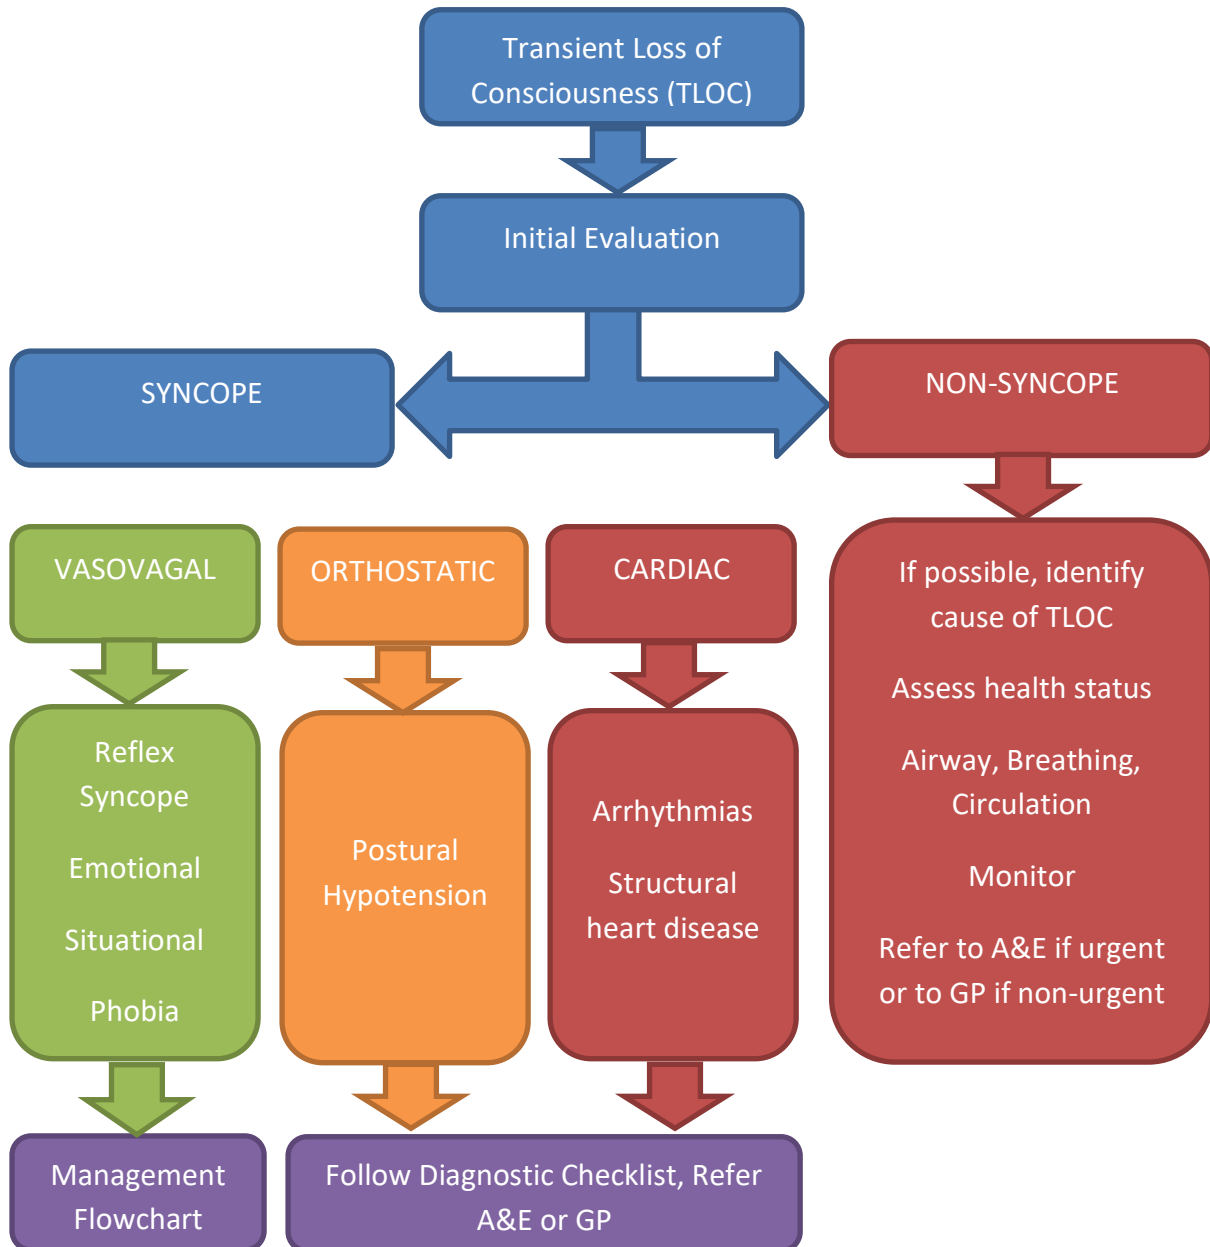 Transient Loss of
Consciousness (TLOC)
Initial Evaluation
SYNCOPE
NON-SYNCOPE
VASOVAGAL
ORTHOSTATIC
CARDIAC
Reflex
Syncope
Emotional
Situational
Phobia
Postural
Hypotension
Arrhythmias
Structural
heart disease
If possible, identify
cause of TLOC
Assess health status
Airway, Breathing,
Circulation
Monitor
Refer to A&E if urgent
or to GP if non-urgent
Management
Flowchart
Follow Diagnostic Checklist, Refer
A&E or GP